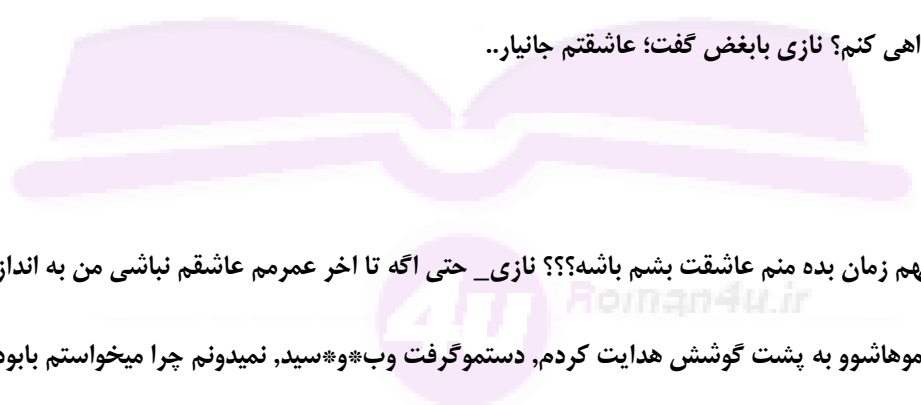 اهی کنم؟ نازی بابغض گفت؛ عاشقتم جانیار..
هم زمان بده منم عاشقت بشم باشه؟؟؟ نازی_ حتی اگه تا اخر عمرمم عاشقم نباشی من به انداز
4U Roman4u.ir
موهاشوو به پشت گوشش هدایت کردم, دستموگرفت وب*و*سید, نمیدونم چرا میخواستم بابود